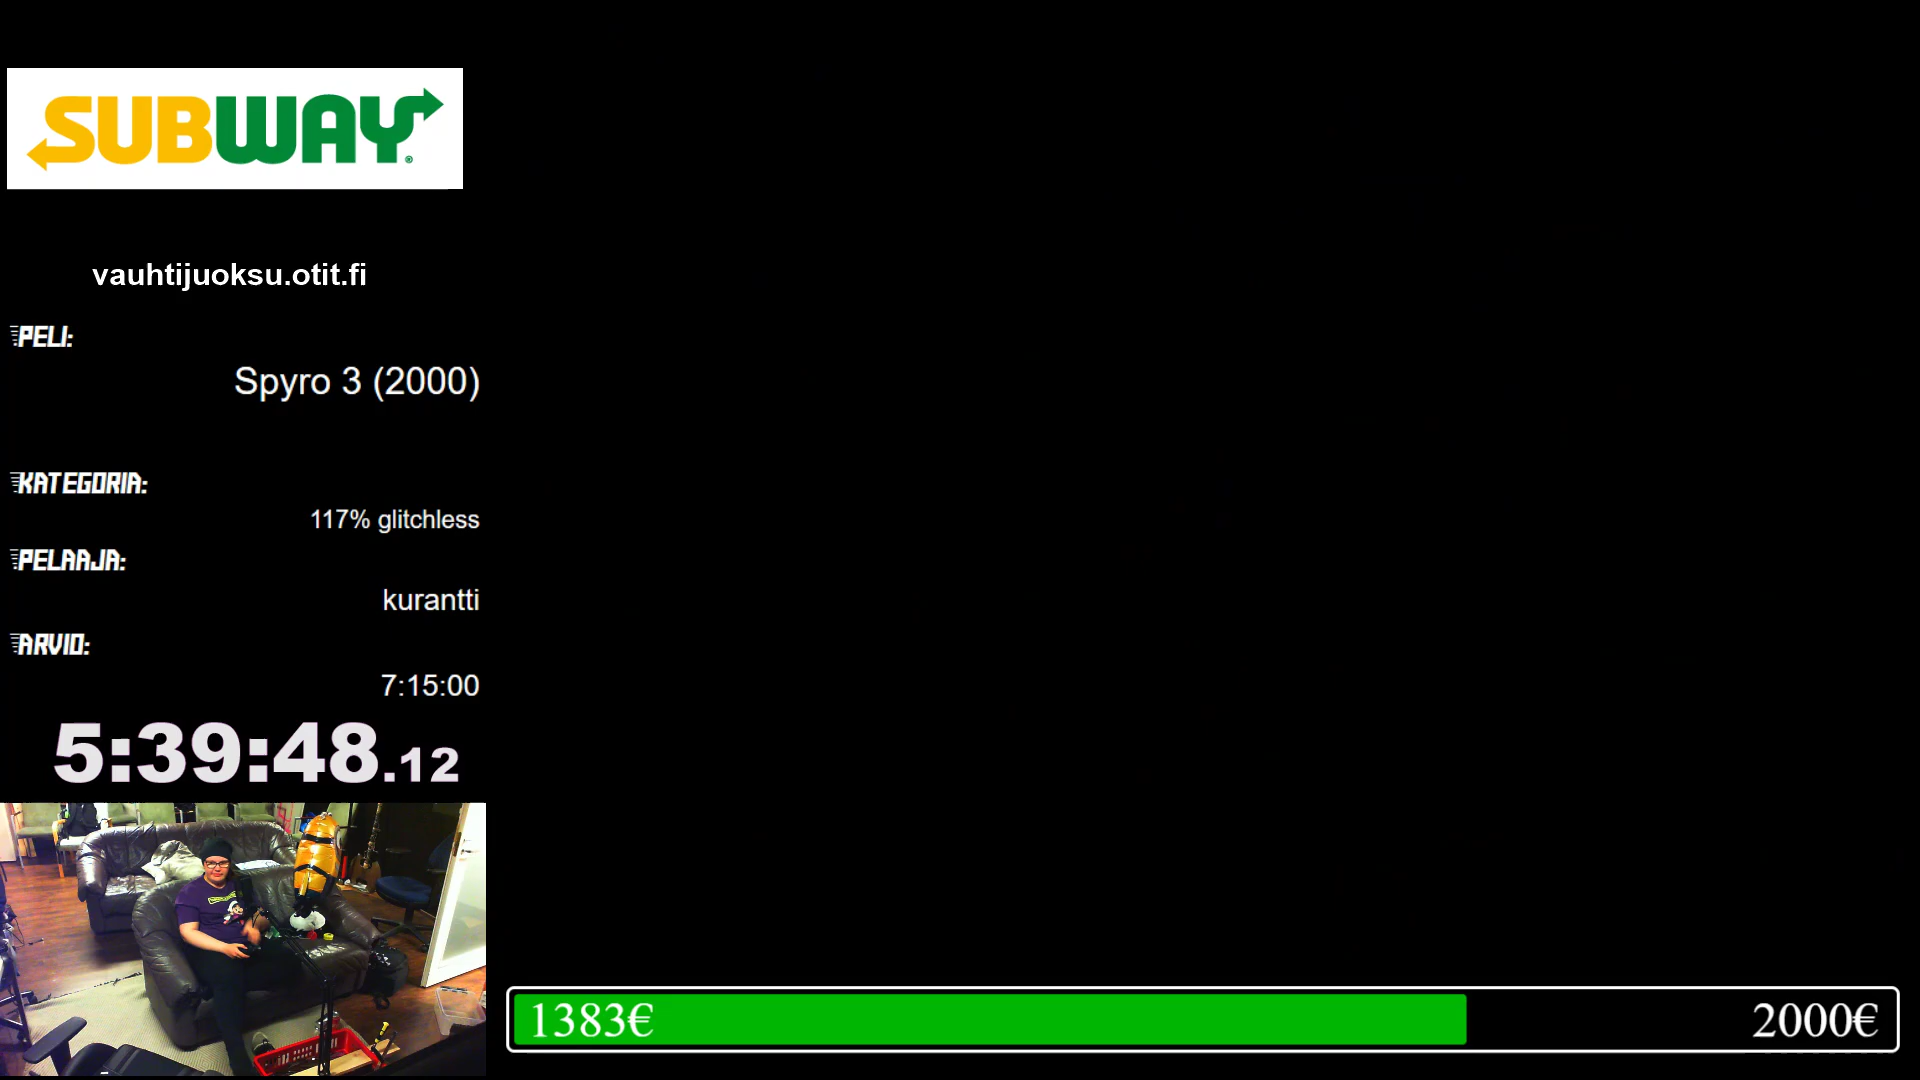 SUBWAY®
vauhtijuoksu.otit.fi
PELI:
Spyro 3 (2000)
KATEGORIA:
117% glitchless
PELAAJA:
kurantti
ARVIO:
7:15:00
5:39:48.12
1383€ 2000€